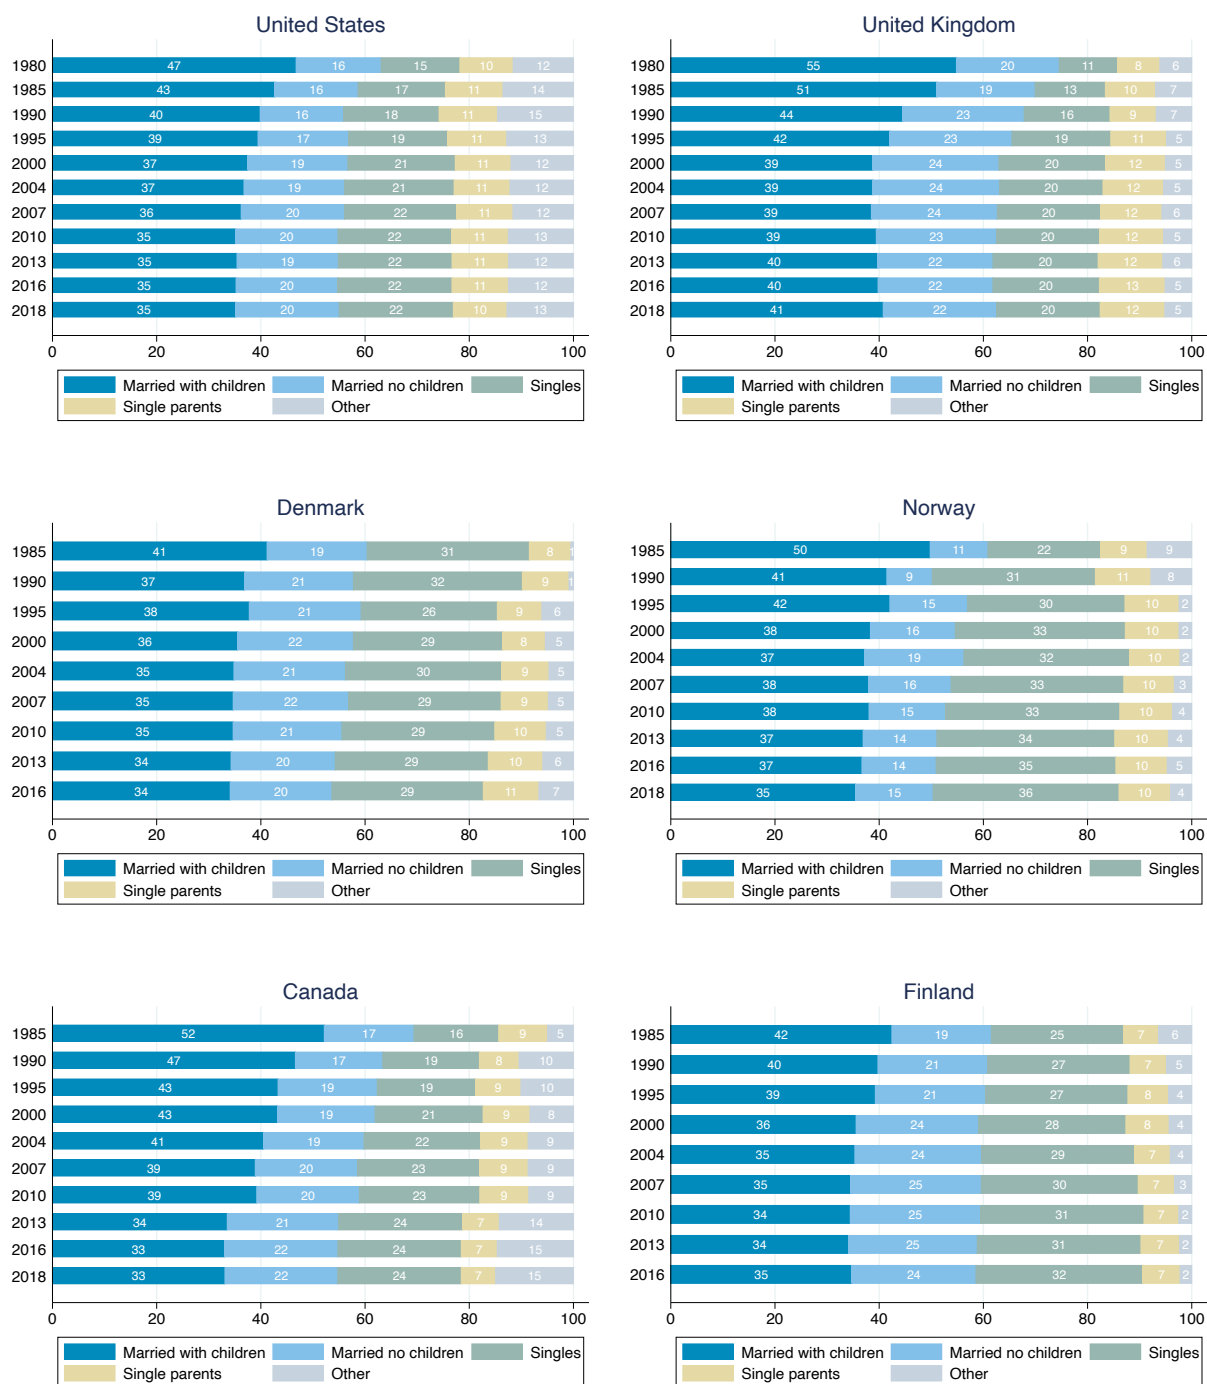 United States
1980 47 16 15 10 12
1985 43 16 17 11 14
1990 40 16 18 11 15
1995 39 17 19 11 13
2000 37 19 21 11 12
2004 37 19 21 11 12
2007 36 20 22 11 12
2010 35 20 22 11 13
2013 35 19 22 11 12
2016 35 20 22 11 12
2018 35 20 22 10 13
0 20 40 60 80 100
Married with children Married no children Singles
Single parents Other
United Kingdom
1980 55 20 11 8 6
1985 51 19 13 10 7
1990 44 23 16 9 7
1995 42 23 19 11 5
2000 39 24 20 12 5
2004 39 24 20 12 5
2007 39 24 20 12 6
2010 39 23 20 12 5
2013 40 22 20 12 6
2016 40 22 20 13 5
2018 41 22 20 12 5
0 20 40 60 80 100
Married with children Married no children Singles
Single parents Other
Denmark
1985 41 19 31 8 1
1990 37 21 32 9 1
1995 38 21 26 9 6
2000 36 22 29 8 5
2004 35 21 30 9 5
2007 35 22 29 9 5
2010 35 21 29 10 5
2013 34 20 29 10 6
2016 34 20 29 11 7
0 20 40 60 80 100
Married with children Married no children Singles
Single parents Other
Norway
1985 50 11 22 9 9
1990 41 9 31 11 8
1995 42 15 30 10 2
2000 38 16 33 10 2
2004 37 19 32 10 2
2007 38 16 33 10 3
2010 38 15 33 10 4
2013 37 14 34 10 4
2016 37 14 35 10 5
2018 35 15 36 10 4
0 20 40 60 80 100
Married with children Married no children Singles
Single parents Other
Canada
1985 52 17 16 9 5
1990 47 17 19 8 10
1995 43 19 19 9 10
2000 43 19 21 9 8
2004 41 19 22 9 9
2007 39 20 23 9 9
2010 39 20 23 9 9
2013 34 21 24 7 14
2016 33 22 24 7 15
2018 33 22 24 7 15
0 20 40 60 80 100
Married with children Married no children Singles
Single parents Other
Finland
1985 42 19 25 7 6
1990 40 21 27 7 5
1995 39 21 27 8 4
2000 36 24 28 8 4
2004 35 24 29 7 4
2007 35 25 30 7 3
2010 34 25 31 7 2
2013 34 25 31 7 2
2016 35 24 32 7 2
0 20 40 60 80 100
Married with children Married no children Singles
Single parents Other